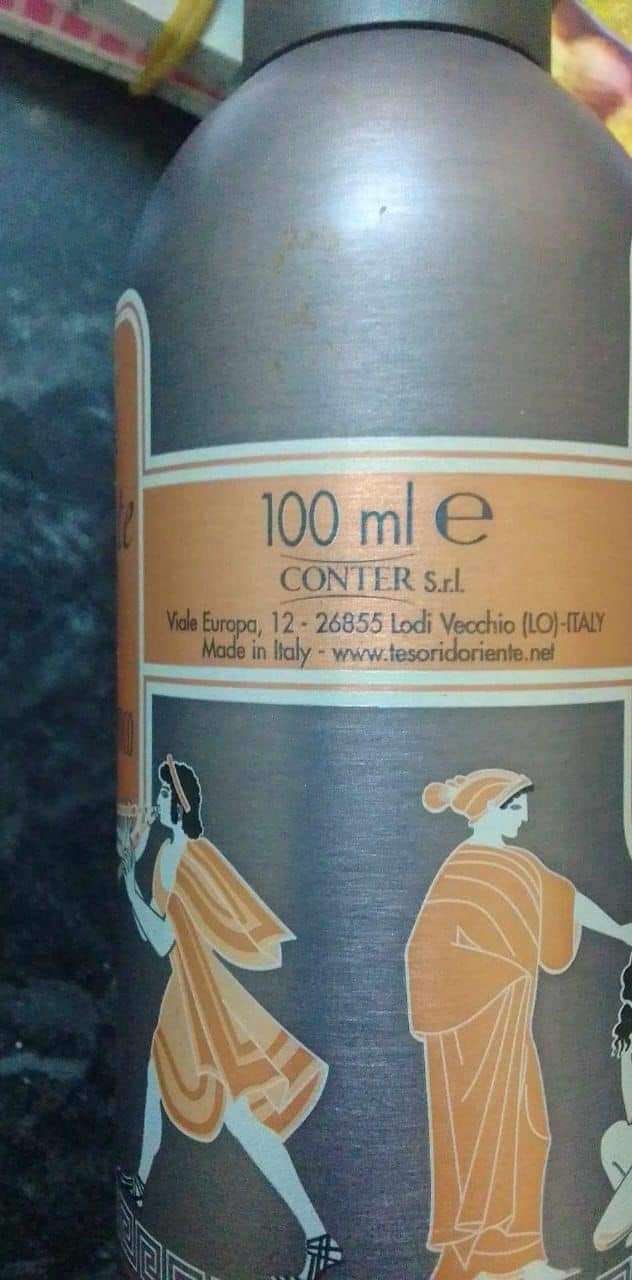 100 ml e
CONTER S.r.l.
Viale Europa, 12 - 26855 Lodi Vecchio (LO)-ITALY
Made in Italy - www.tesoridoriente.net